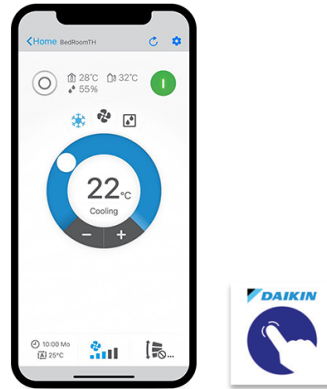 <Home BedRoomTH
28°C 32°C
55%
22°C
Cooling
− +
10:00 Mo
A 25°C
...
DAIKIN